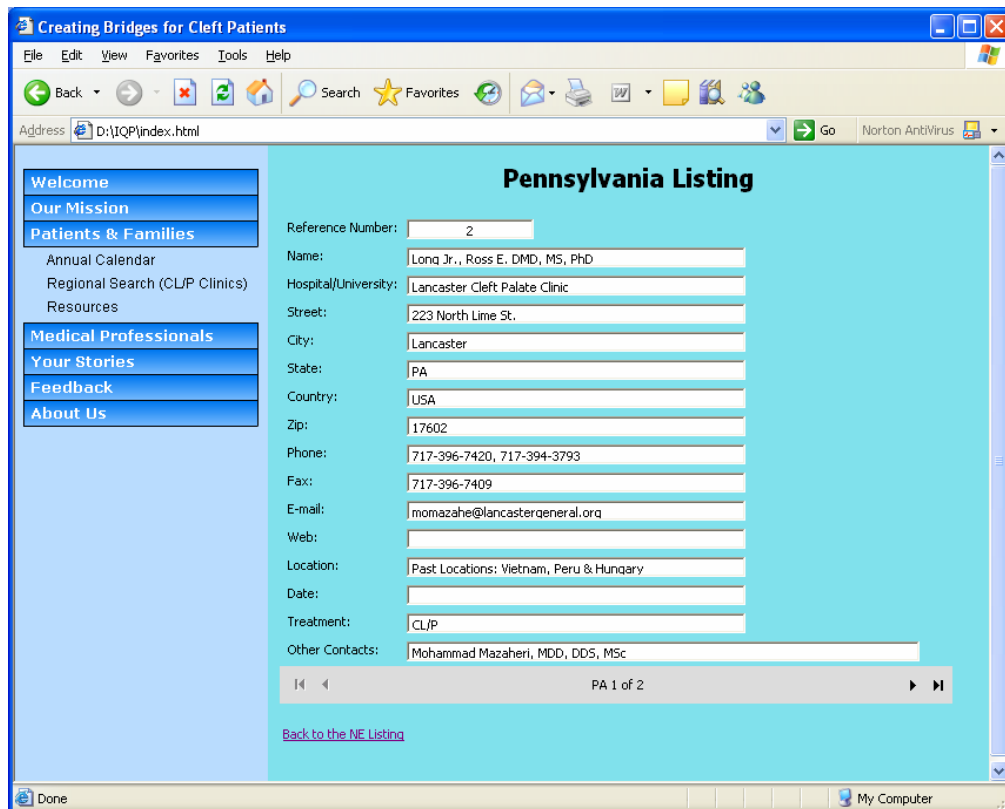 Creating Bridges for Cleft Patients
File Edit View Favorites Tools Help
Back Search Favorites
Address D:\IQP\index.html Go Norton AntiVirus
Welcome
Our Mission
Patients & Families
Annual Calendar
Regional Search (CL/P Clinics)
Resources
Medical Professionals
Your Stories
Feedback
About Us
Pennsylvania Listing
Reference Number: 2
Name: Long Jr., Ross E. DMD, MS, PhD
Hospital/University: Lancaster Cleft Palate Clinic
Street: 223 North Lime St.
City: Lancaster
State: PA
Country: USA
Zip: 17602
Phone: 717-396-7420, 717-394-3793
Fax: 717-396-7409
E-mail: momazahe@lancastergeneral.org
Web:
Location: Past Locations: Vietnam, Peru & Hungary
Date:
Treatment: CL/P
Other Contacts: Mohammad Mazaheri, MDD, DDS, MSc
PA 1 of 2
Back to the NE Listing
Done My Computer